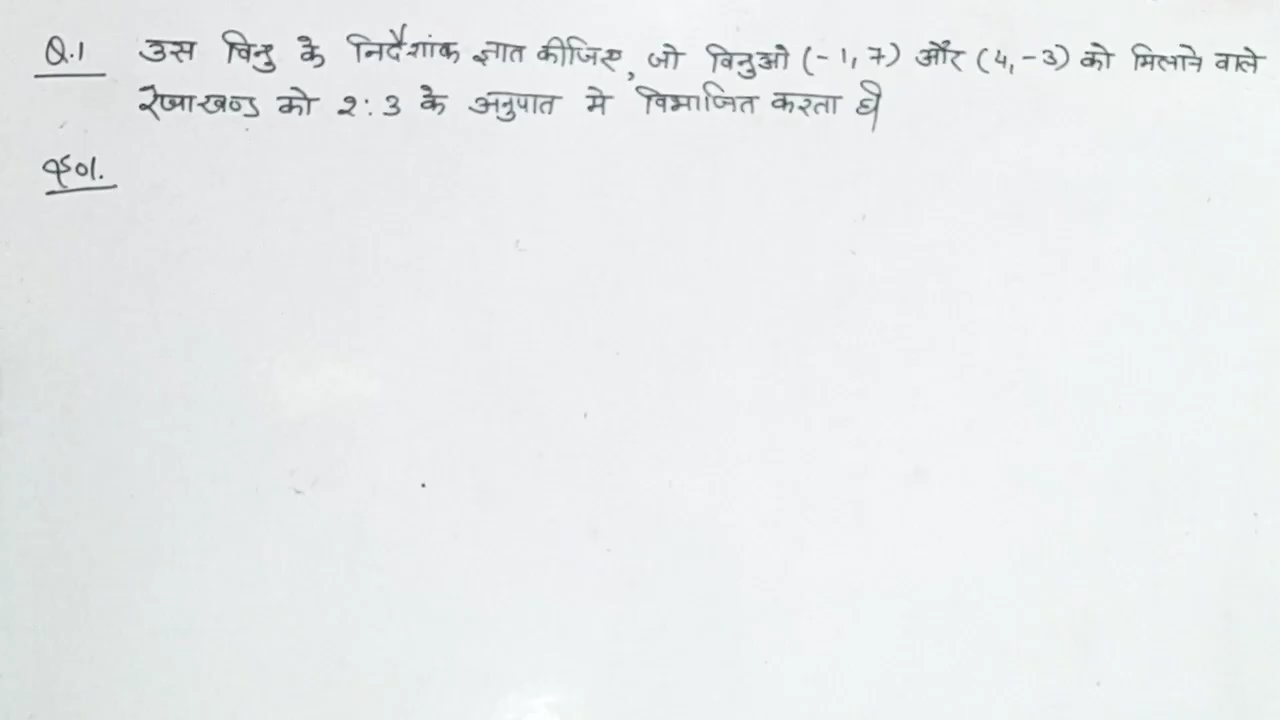 Q.1 उस बिन्दु के निर्देशांक ज्ञात कीजिए, जो बिन्दुओ (-1, 7) और (4, -3) को मिलाने वाले
रेखाखण्ड को 2:3 के अनुपात मे विभाजित करता हो
Sol.